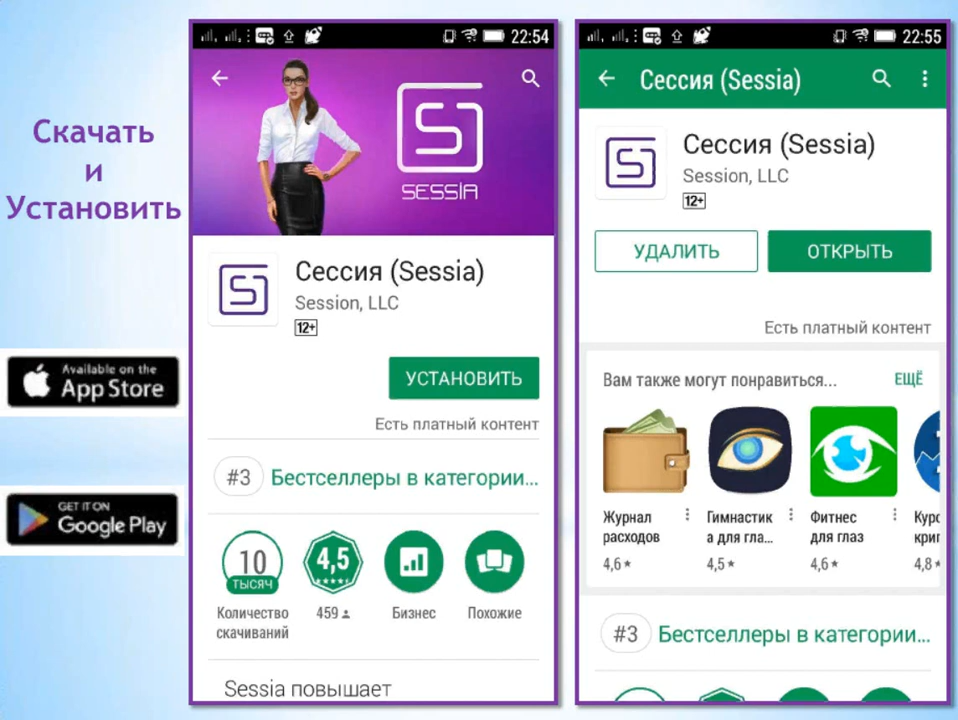 Скачать
и
Установить
Available on the
App Store
GET IT ON
Google Play
22:54
SESSIA
Сессия (Sessia)
Session, LLC
12+
УСТАНОВИТЬ
Есть платный контент
#3 Бестселлеры в категории...
10
ТЫСЯЧ
4,5
Количество
скачиваний
459
Бизнес
Похожие
Sessia повышает
22:55
Сессия (Sessia)
Сессия (Sessia)
Session, LLC
12+
УДАЛИТЬ
ОТКРЫТЬ
Есть платный контент
Вам также могут понравиться...
ЕЩЁ
Журнал
расходов
4,6★
Гимнастик
а для гла...
4,5★
Фитнес
для глаз
4,6★
Курс
крип
4,8★
#3 Бестселлеры в категории...